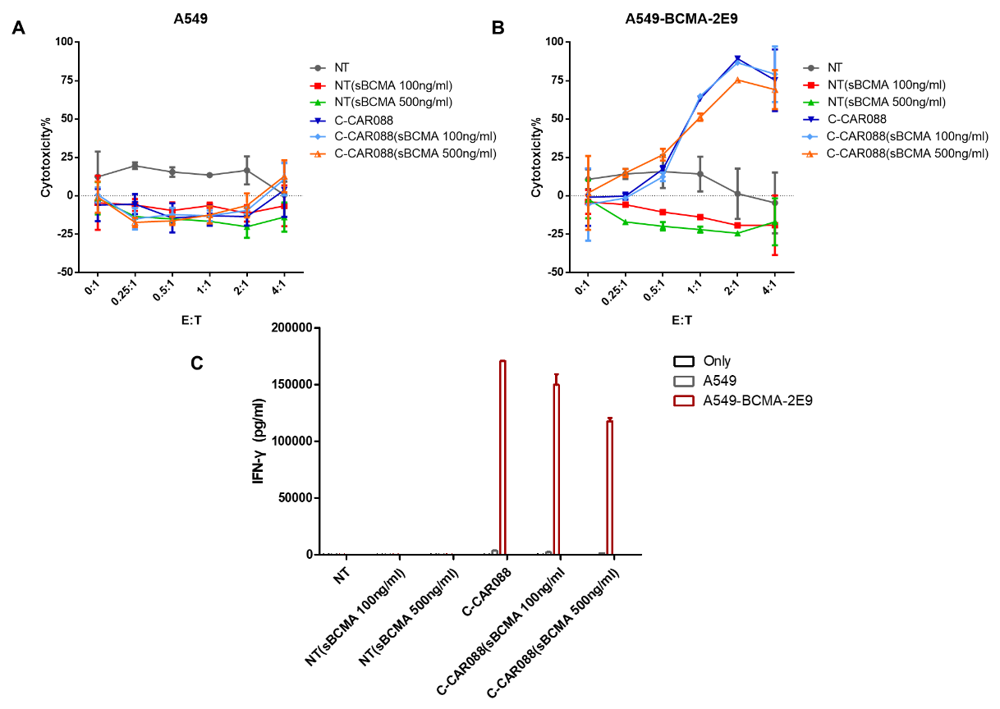 A
A549
100
75
50
25
0
-25
-50
Cytotoxicity%
0:1
0.25:1
0.5:1
1:1
2:1
4:1
E:T
NT
NT(sBCMA 100ng/ml)
NT(sBCMA 500ng/ml)
C-CAR088
C-CAR088(sBCMA 100ng/ml)
C-CAR088(sBCMA 500ng/ml)
B
A549-BCMA-2E9
100
75
50
25
0
-25
-50
Cytotoxicity%
0:1
0.25:1
0.5:1
1:1
2:1
4:1
E:T
NT
NT(sBCMA 100ng/ml)
NT(sBCMA 500ng/ml)
C-CAR088
C-CAR088(sBCMA 100ng/ml)
C-CAR088(sBCMA 500ng/ml)
C
200000
150000
100000
50000
0
IFN-γ (pg/ml)
NT
NT(sBCMA 100ng/ml)
NT(sBCMA 500ng/ml)
C-CAR088
C-CAR088(sBCMA 100ng/ml
C-CAR088(sBCMA 500ng/ml)
Only
A549
A549-BCMA-2E9